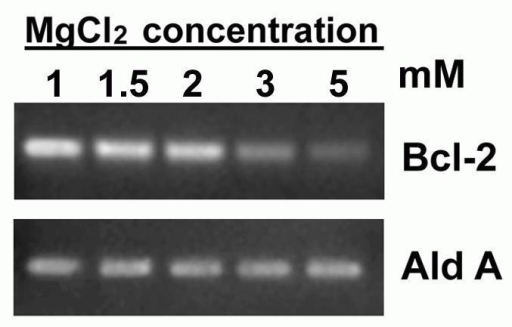 MgCl₂ concentration
1 1.5 2 3 5 mM
Bcl-2
Ald A